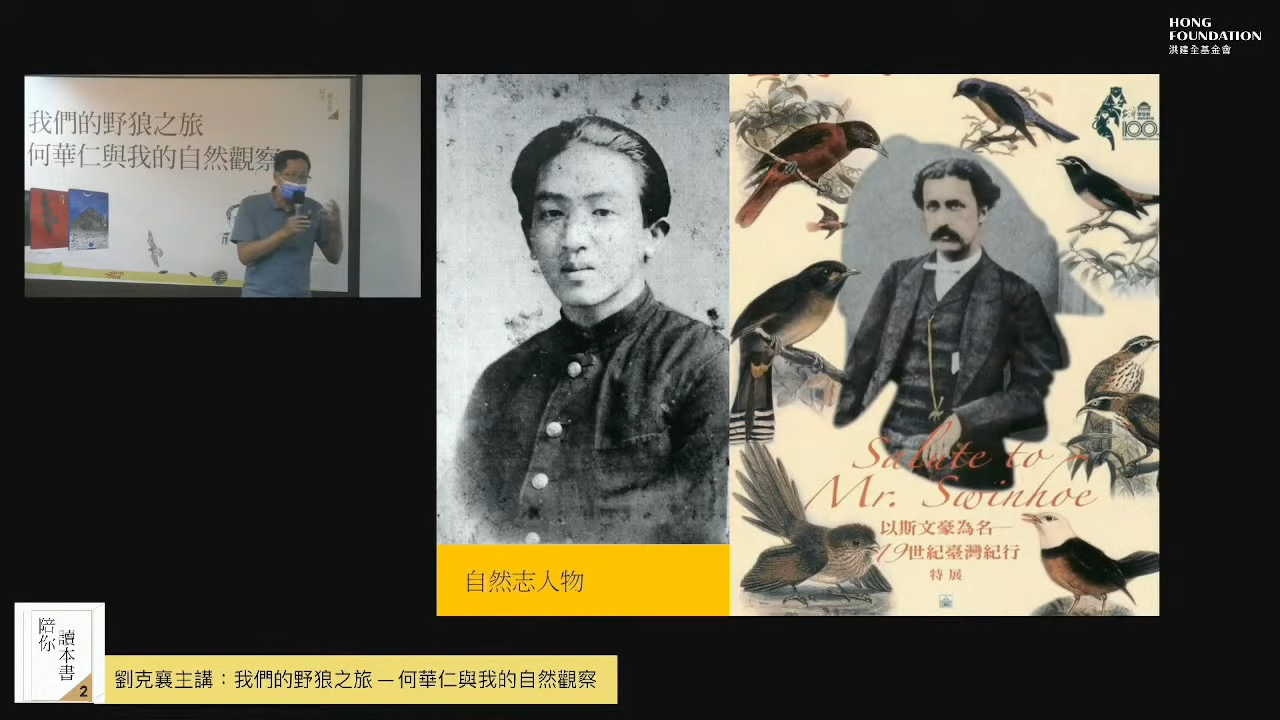 HONG
FOUNDATION
洪建全基金會
我們的野狼之旅
何華仁與我的自然觀察
100
Salute to
Mr. Swinhoe
以斯文豪為名—
19世紀臺灣紀行
特展
自然志人物
陪你
讀本書
2
劉克襄主講：我們的野狼之旅 — 何華仁與我的自然觀察